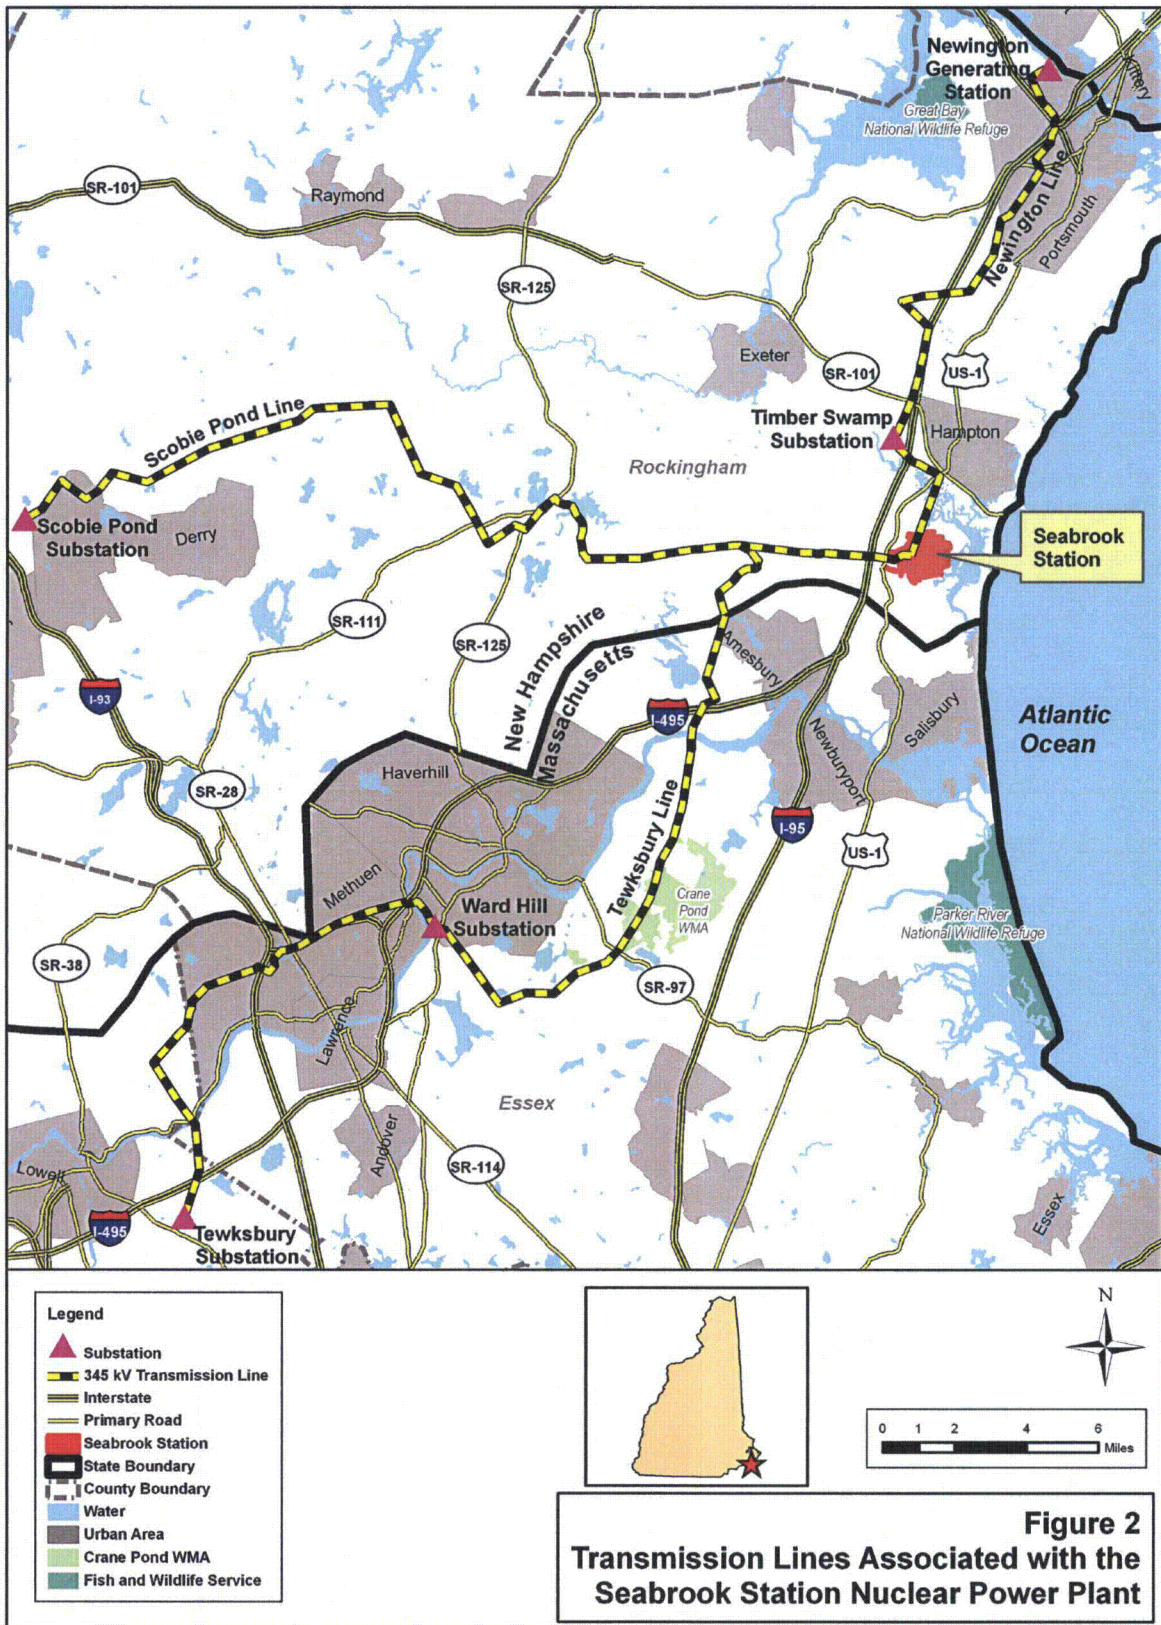 Newington
Generating
Station
Kittery
Great Bay
National Wildlife Refuge
SR-101
Raymond
Newington Line
Portsmouth
SR-125
Exeter
SR-101
US-1
Scobie Pond Line
Timber Swamp
Substation
Hampton
Rockingham
Scobie Pond
Substation
Derry
Seabrook
Station
SR-111
SR-125
New Hampshire
Massachusetts
Amesbury
I-93
I-495
Salisbury
Atlantic
Ocean
Newburyport
Haverhill
SR-28
Tewksbury Line
I-95
US-1
Methuen
Crane
Pond
WMA
Ward Hill
Substation
Parker River
National Wildlife Refuge
SR-38
SR-97
Lawrence
Essex
Andover
SR-114
Lowell
Essex
I-495
Tewksbury
Substation
Legend
Substation
345 kV Transmission Line
Interstate
Primary Road
Seabrook Station
State Boundary
County Boundary
Water
Urban Area
Crane Pond WMA
Fish and Wildlife Service
N
0 1 2 4 6
Miles
Figure 2
Transmission Lines Associated with the
Seabrook Station Nuclear Power Plant